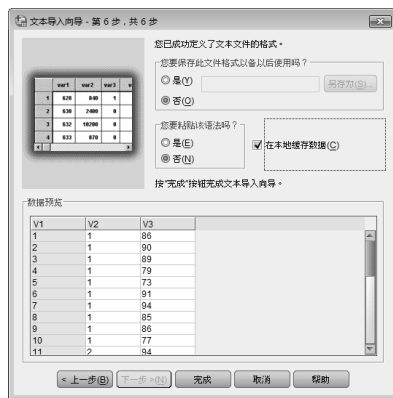 文本导入向导 - 第 6 步，共 6 步
您已成功定义了文本文件的格式。
您要保存此文件格式以备以后使用吗？
是(Y)
另存为(S)...
否(O)
var1 var2 var3 v
1 620 840 1
2 630 2400 0
3 632 10200 0
4 633 870 0
您要粘贴该语法吗？
是(E)
否(N)
在本地缓存数据(C)
按“完成”按钮完成文本导入向导。
数据预览
V1 V2 V3
1 1 86
2 1 90
3 1 89
4 1 79
5 1 73
6 1 91
7 1 94
8 1 85
9 1 86
10 1 77
11 2 94
< 上一步(B) 下一步 >(N) 完成 取消 帮助